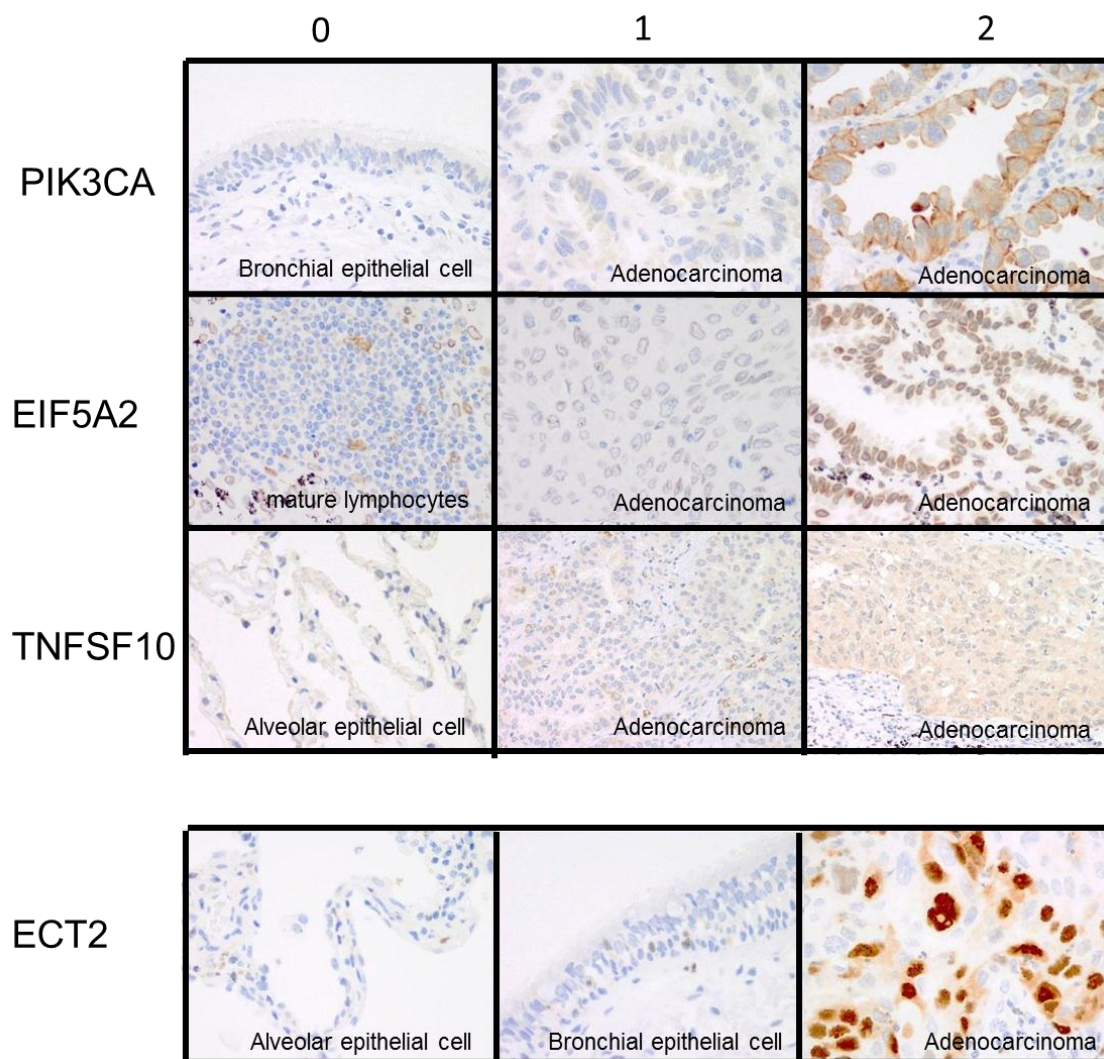 0 1 2
PIK3CA
Bronchial epithelial cell Adenocarcinoma Adenocarcinoma
EIF5A2
mature lymphocytes Adenocarcinoma Adenocarcinoma
TNFSF10
Alveolar epithelial cell Adenocarcinoma Adenocarcinoma
ECT2
Alveolar epithelial cell Bronchial epithelial cell Adenocarcinoma